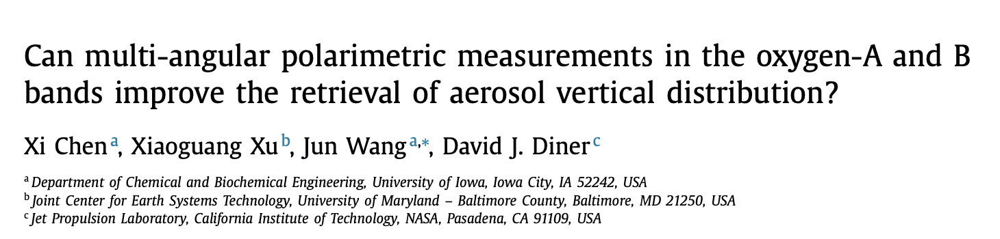 Can multi-angular polarimetric measurements in the oxygen-A and B
bands improve the retrieval of aerosol vertical distribution?
Xi Chen a, Xiaoguang Xu b, Jun Wang a,*, David J. Diner c
a Department of Chemical and Biochemical Engineering, University of Iowa, Iowa City, IA 52242, USA
b Joint Center for Earth Systems Technology, University of Maryland – Baltimore County, Baltimore, MD 21250, USA
c Jet Propulsion Laboratory, California Institute of Technology, NASA, Pasadena, CA 91109, USA